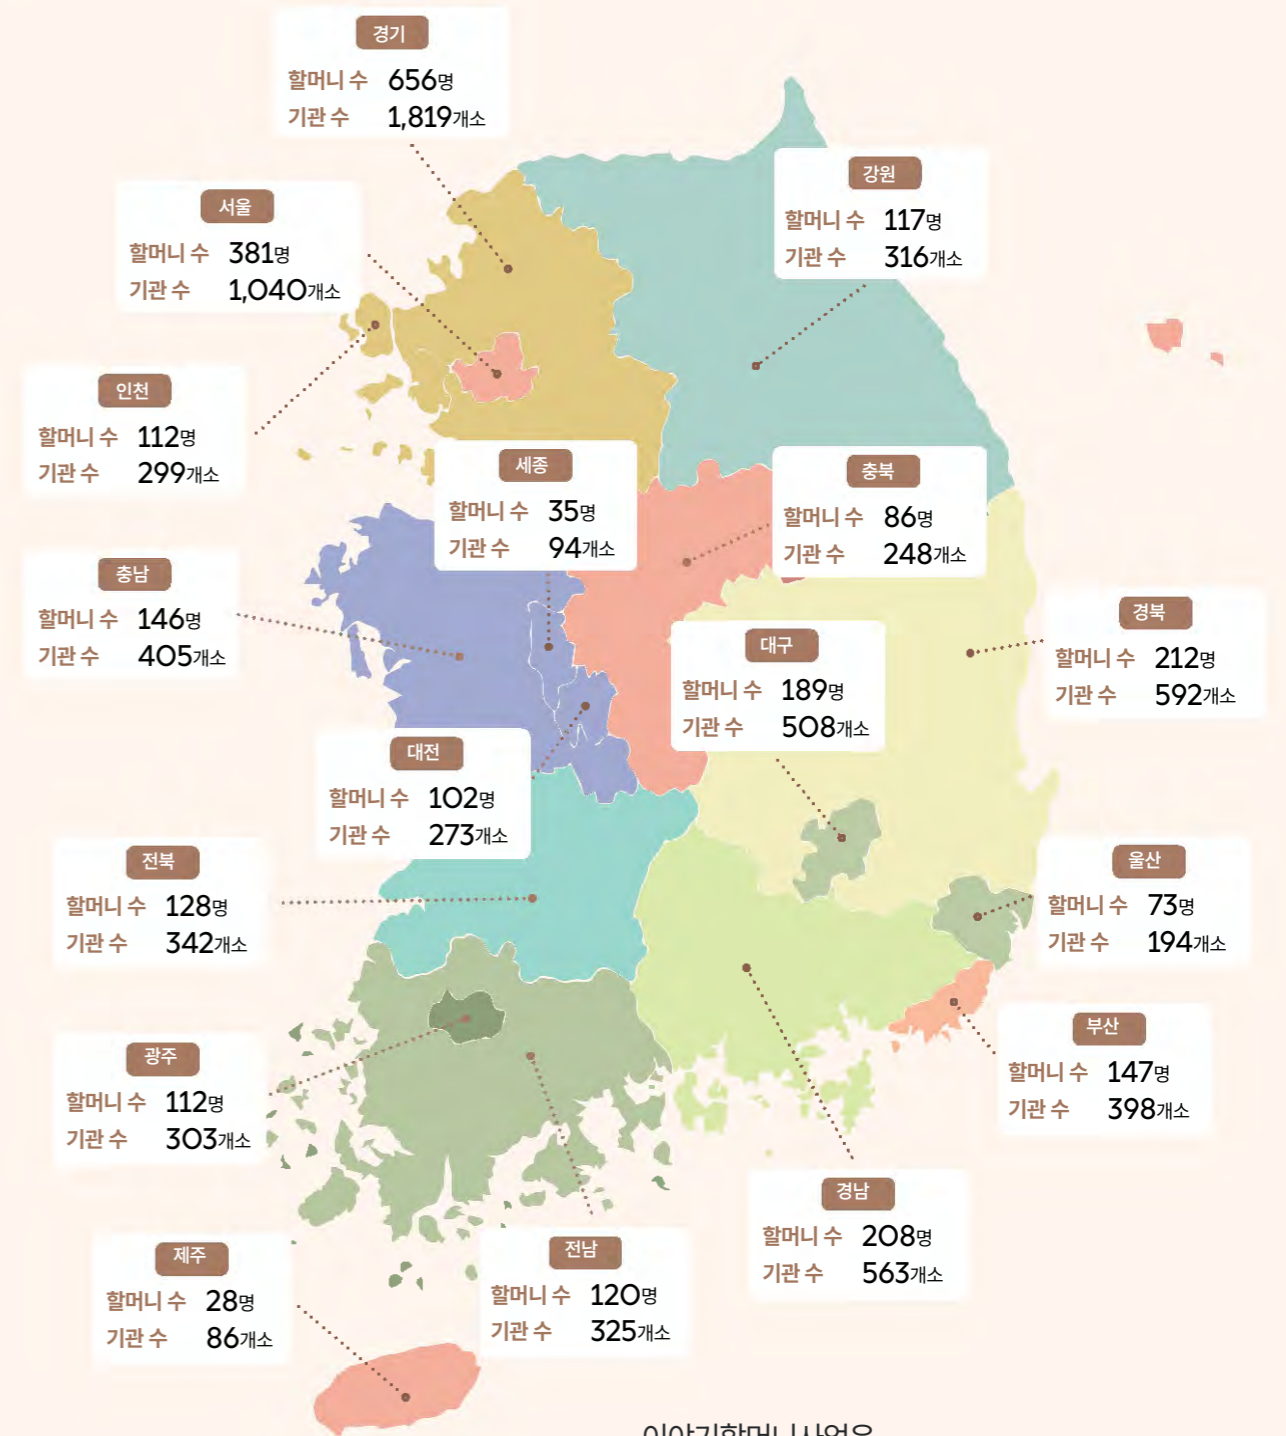 경기
할머니 수 656명
기관 수 1,819개소
강원
할머니 수 117명
기관 수 316개소
서울
할머니 수 381명
기관 수 1,040개소
인천
할머니 수 112명
기관 수 299개소
세종
할머니 수 35명
기관 수 94개소
충북
할머니 수 86명
기관 수 248개소
충남
할머니 수 146명
기관 수 405개소
경북
할머니 수 212명
기관 수 592개소
대구
할머니 수 189명
기관 수 508개소
대전
할머니 수 102명
기관 수 273개소
전북
할머니 수 128명
기관 수 342개소
울산
할머니 수 73명
기관 수 194개소
부산
할머니 수 147명
기관 수 398개소
광주
할머니 수 112명
기관 수 303개소
경남
할머니 수 208명
기관 수 563개소
전남
할머니 수 120명
기관 수 325개소
제주
할머니 수 28명
기관 수 86개소
이야기할머니사업은